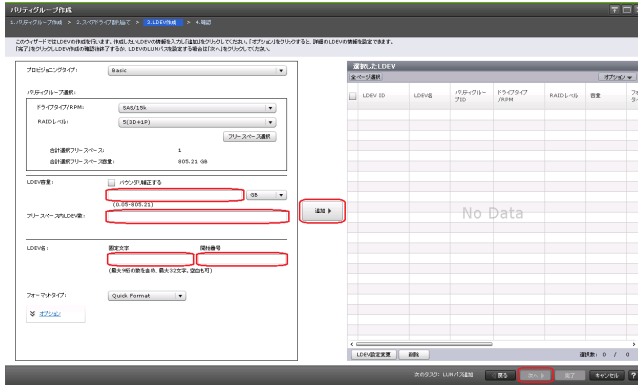 パリティグループ作成
1.パリティグループ作成 > 2.スペアドライブ割当て > 3.LDEV作成 > 4.確認
このウィザードではLDEVの作成を行います。作成したいLDEVの情報を入力し「追加」をクリックしてください。「オプション」をクリックすると、詳細のLDEVの情報を設定できます。
「完了」をクリックしLDEV作成の確認後終了するか、LDEVのLUNパスを設定する場合は「次へ」をクリックしてください。
プロビジョニングタイプ: Basic
パリティグループ選択:
ドライブタイプ/RPM: SAS/15k
RAIDレベル: 5(3D+1P)
フリースペース選択
合計選択フリースペース: 1
合計選択フリースペース容量: 805.21 GB
LDEV容量: バウンダリ補正する
GB
(0.05-805.21)
フリースペース内LDEV数:
LDEV名: 固定文字 開始番号
(最大9桁の数を含め、最大32文字。空白も可)
フォーマットタイプ: Quick Format
オプション
追加
選択したLDEV
全ページ選択 オプション
LDEV ID LDEV名 パリティグループID ドライブタイプ/RPM RAIDレベル 容量
No Data
LDEV設定変更 削除 選択数: 0 / 0
次のタスク: LUNパス追加 戻る 次へ 完了 キャンセル ?